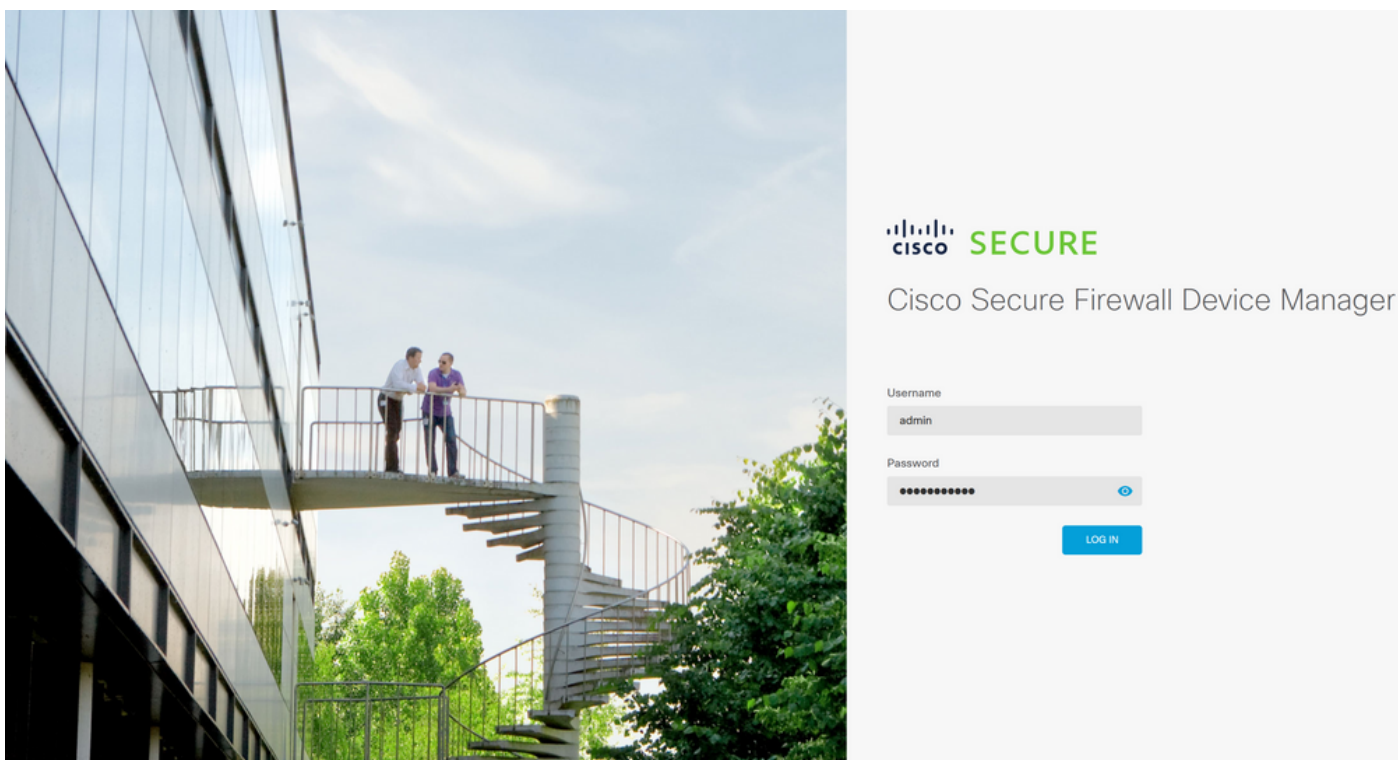 cisco SECURE
Cisco Secure Firewall Device Manager
Username
admin
Password
•••••••••••
LOG IN